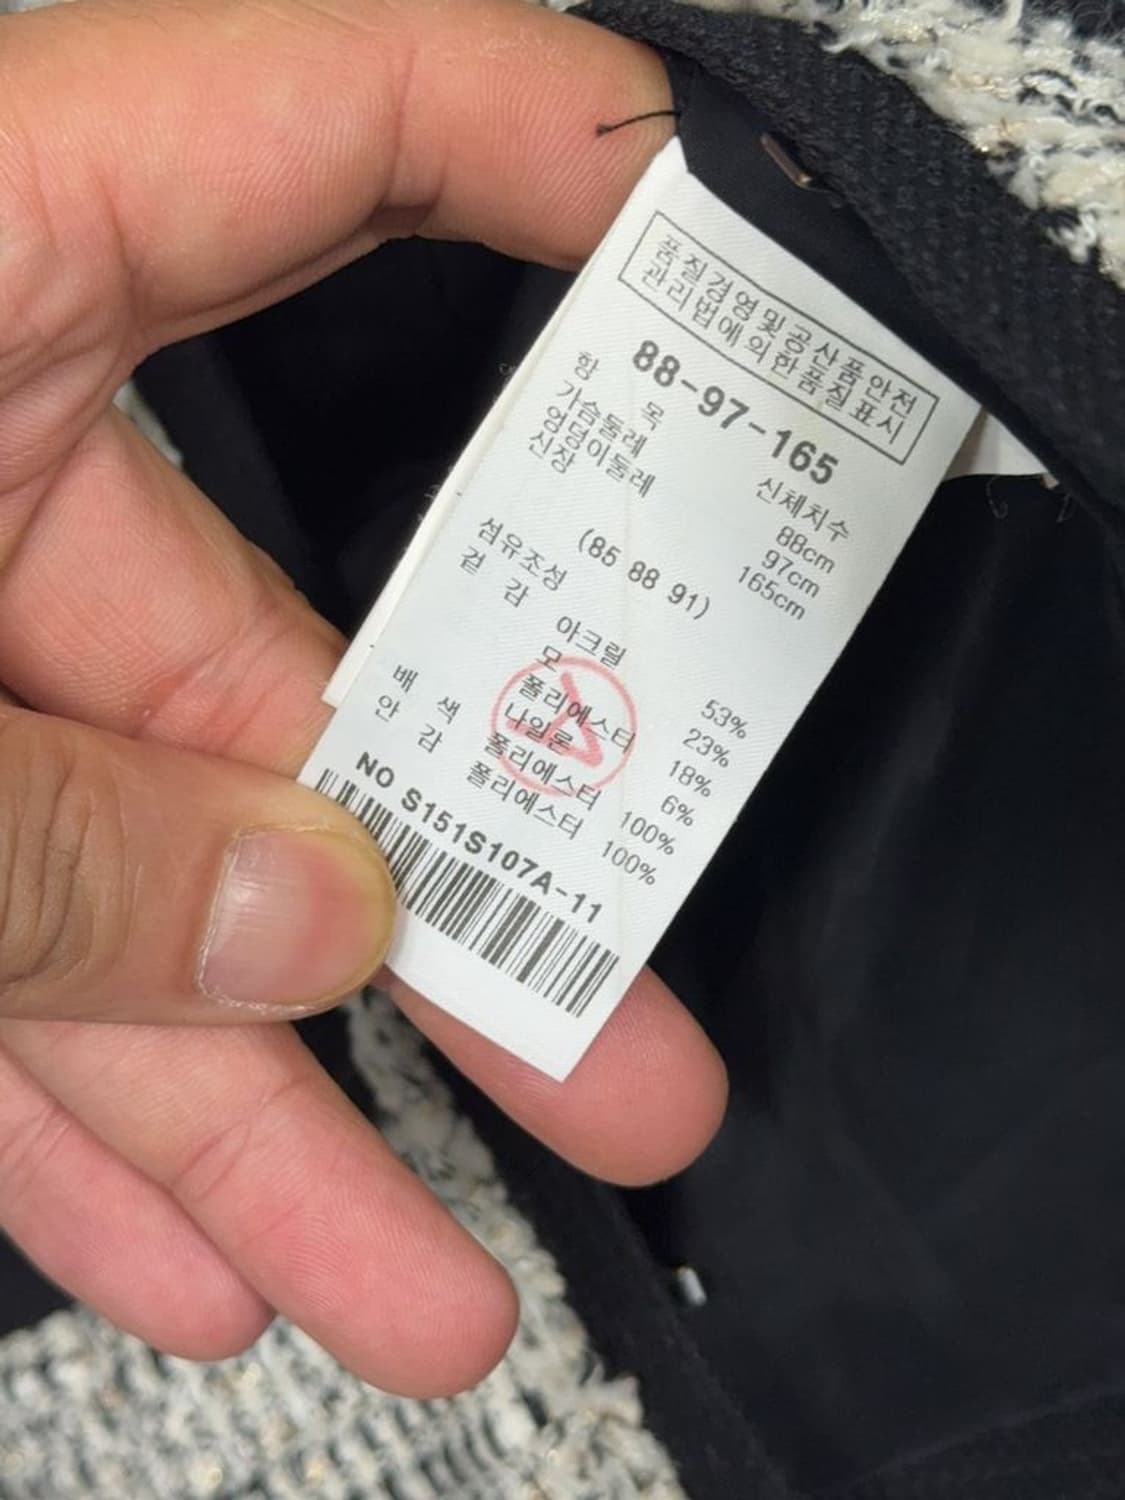 품질경영및공산품안전
관리법에의한품질표시
88-97-165
항 목 신체치수
가슴둘레 88cm
엉덩이둘레 97cm
신장 165cm
(85 88 91)
섬유조성
겉 감 아크릴 53%
모 23%
폴리에스터 18%
나일론 6%
배 색 폴리에스터 100%
안 감 폴리에스터 100%
NO S151S107A-11